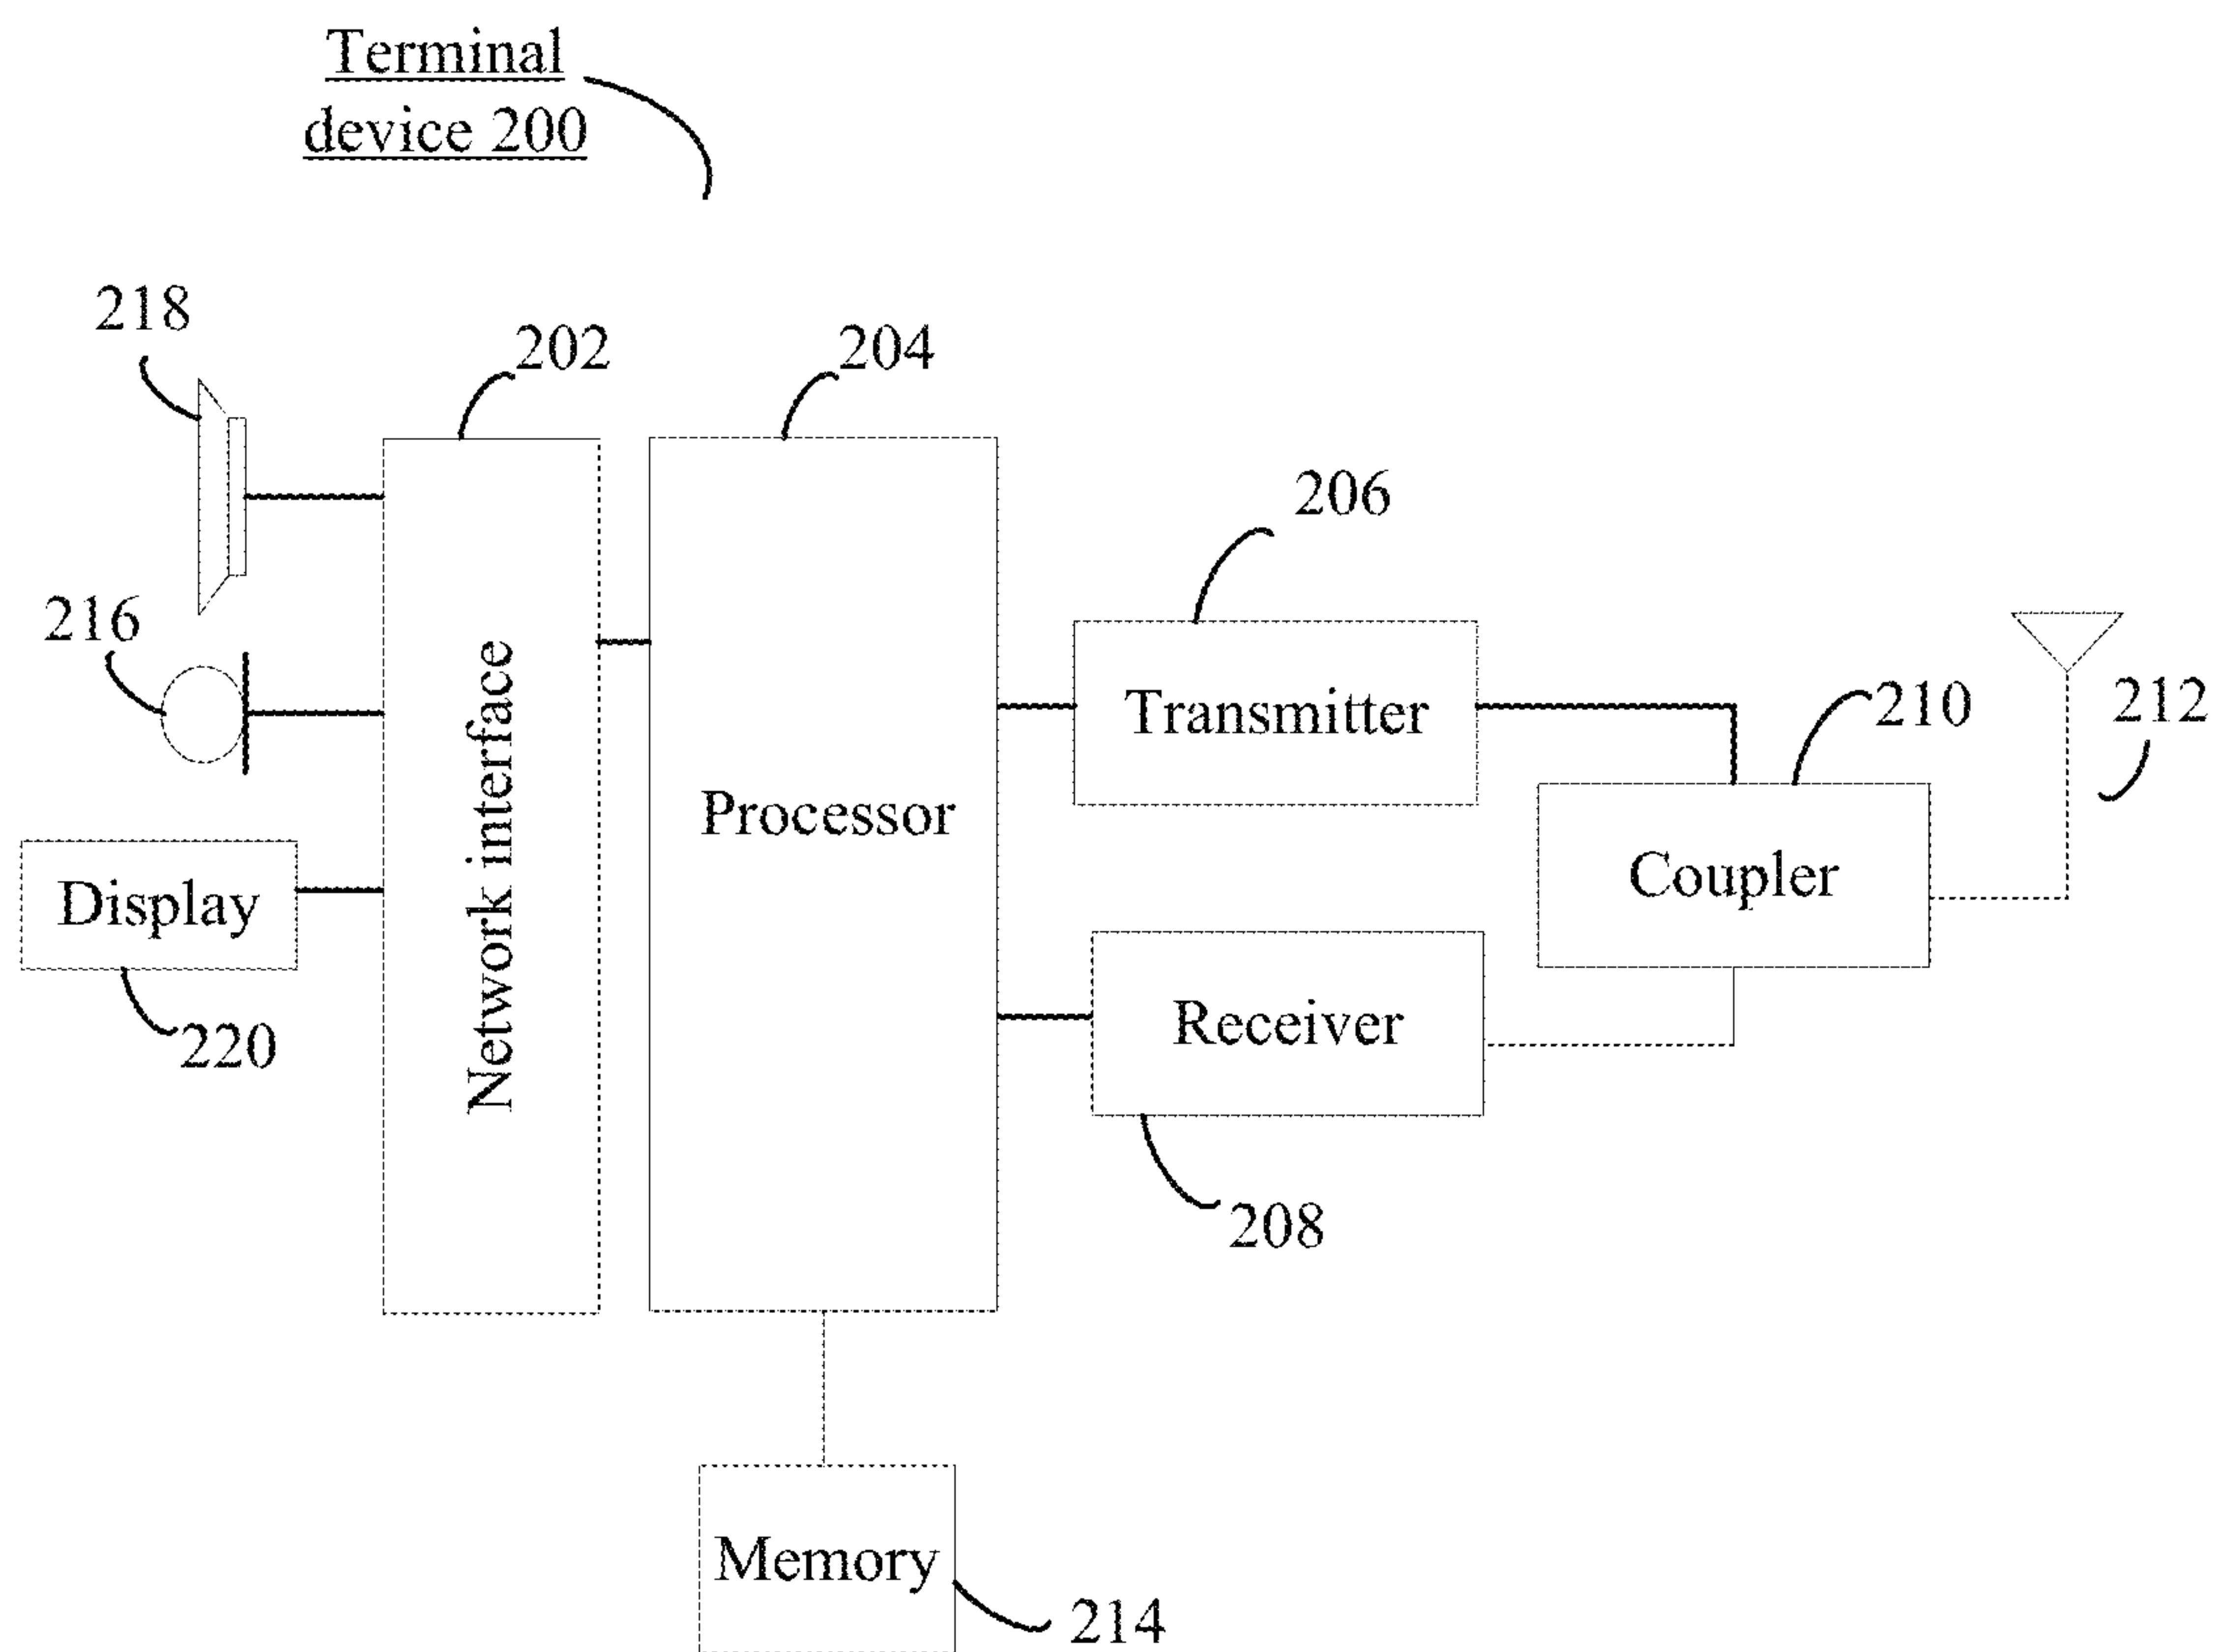 Terminal
device 200
218
202
204
206
216
212
210
Network interface
Transmitter
Processor
Coupler
Display
Receiver
220
208
Memory
214